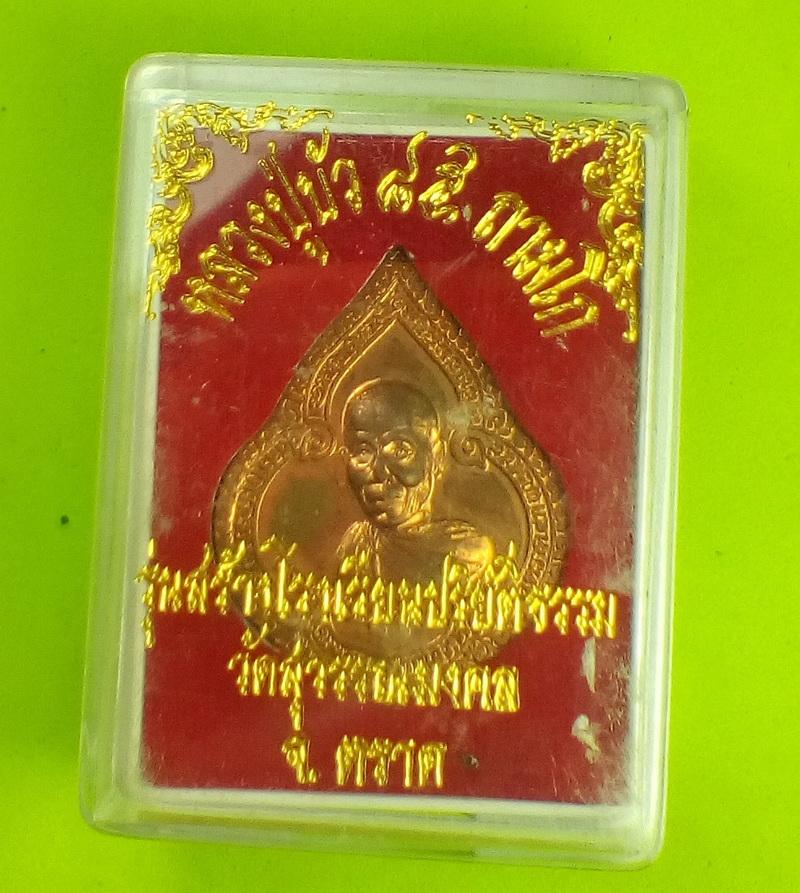 หลวงปู่บัว ๘๕ ถามโก
รุ่นสร้างโรงเรียนปริยัติธรรม
วัดสุวรรณมงคล
จ. ตราด